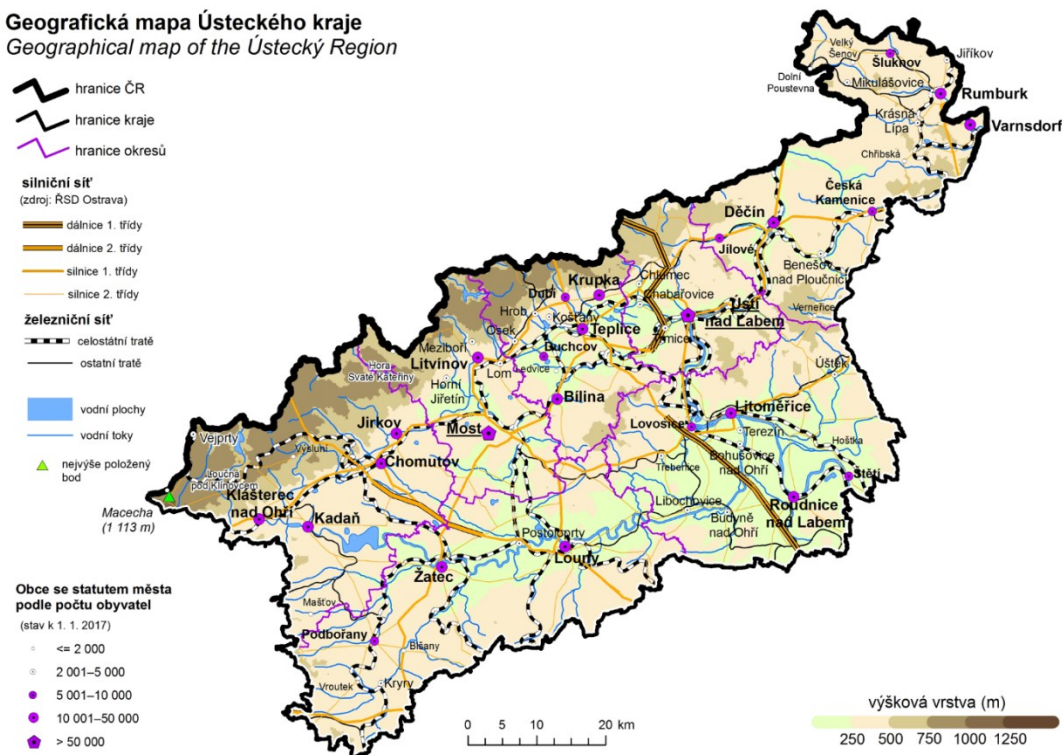 Geografická mapa Ústeckého kraje
Geographical map of the Ústecký Region
hranice ČR
hranice kraje
hranice okresů
silniční síť
(zdroj: ŘSD Ostrava)
dálnice 1. třídy
dálnice 2. třídy
silnice 1. třídy
silnice 2. třídy
železniční síť
celostátní tratě
ostatní tratě
vodní plochy
vodní toky
nejvýše položený
bod
Obce se statutem města
podle počtu obyvatel
(stav k 1. 1. 2017)
<= 2 000
2 001–5 000
5 001–10 000
10 001–50 000
> 50 000
Velký
Šenov
Šluknov
Jiříkov
Dolní
Poustevna
Mikulášovice
Rumburk
Krásná
Lípa
Varnsdorf
Chřibská
Česká
Kamenice
Děčín
Jílové
Benešov
nad Ploučnicí
Verneřice
Chlumec
Krupka
Chabařovice
Ústí
nad Labem
Trmice
Dubí
Hrob
Košťany
Teplice
Osek
Duchcov
Ledvice
Meziboří
Litvínov
Lom
Hora
Svaté Kateřiny
Horní
Jiřetín
Bílina
Most
Úštěk
Litoměřice
Lovosice
Terezín
Hoštka
Bohušovice
nad Ohří
Štětí
Třebenice
Libochovice
Roudnice
nad Labem
Budyně
nad Ohří
Jirkov
Chomutov
Vejprty
Výsluní
Loučná
pod Klínovcem
Klášterec
nad Ohří
Kadaň
Macecha
(1 113 m)
Postoloprty
Louny
Žatec
Mašťov
Podbořany
Blšany
Vroutek
Kryry
0 5 10 20 km
výšková vrstva (m)
250 500 750 1000 1250